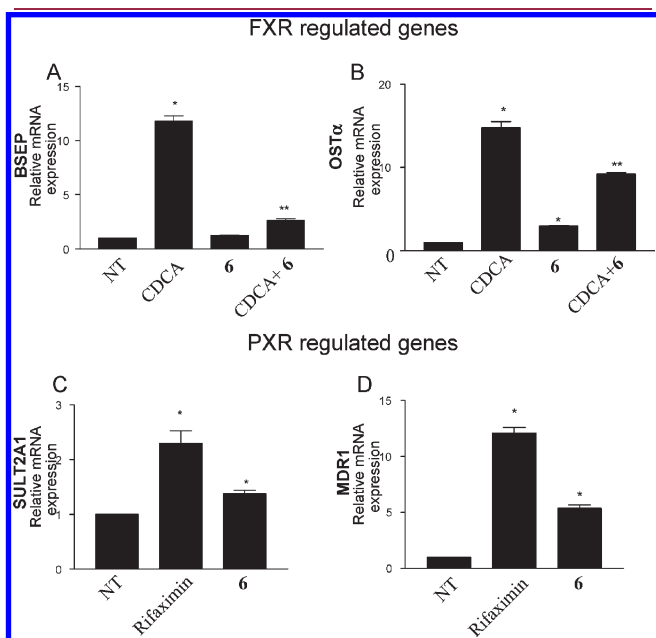 FXR regulated genes
A
BSEP
Relative mRNA
expression
15
10
5
0
*
**
NT
CDCA
6
CDCA+ 6
B
OSTα
Relative mRNA
expression
20
10
0
*
*
**
NT
CDCA
6
CDCA+6
PXR regulated genes
C
SULT2A1
Relative mRNA
expression
3
2
1
0
*
*
NT
Rifaximin
6
D
MDR1
Relative mRNA
expression
15
10
5
0
*
*
NT
Rifaximin
6